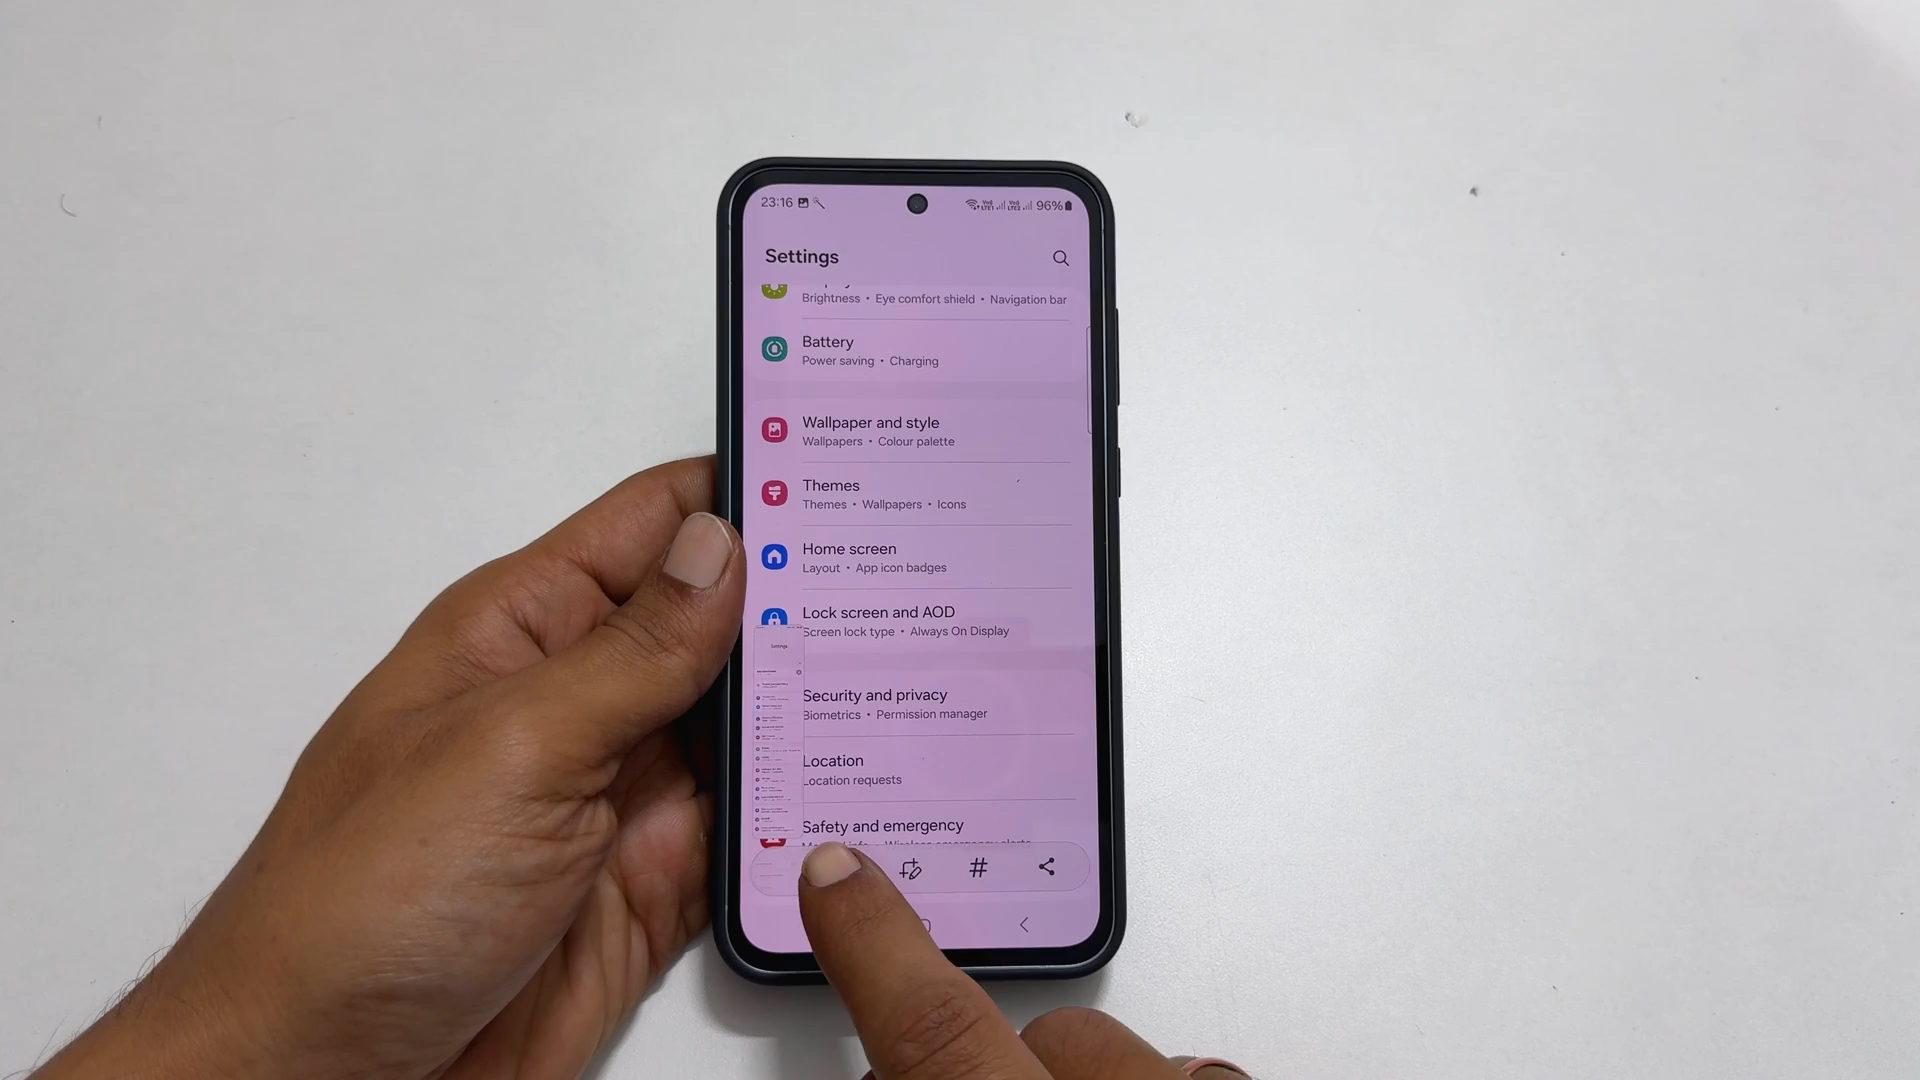 23:16 96%
Settings
Brightness • Eye comfort shield • Navigation bar
Battery
Power saving • Charging
Wallpaper and style
Wallpapers • Colour palette
Themes
Themes • Wallpapers • Icons
Home screen
Layout • App icon badges
Lock screen and AOD
Screen lock type • Always On Display
Settings
Security and privacy
Biometrics • Permission manager
Location
Location requests
Safety and emergency